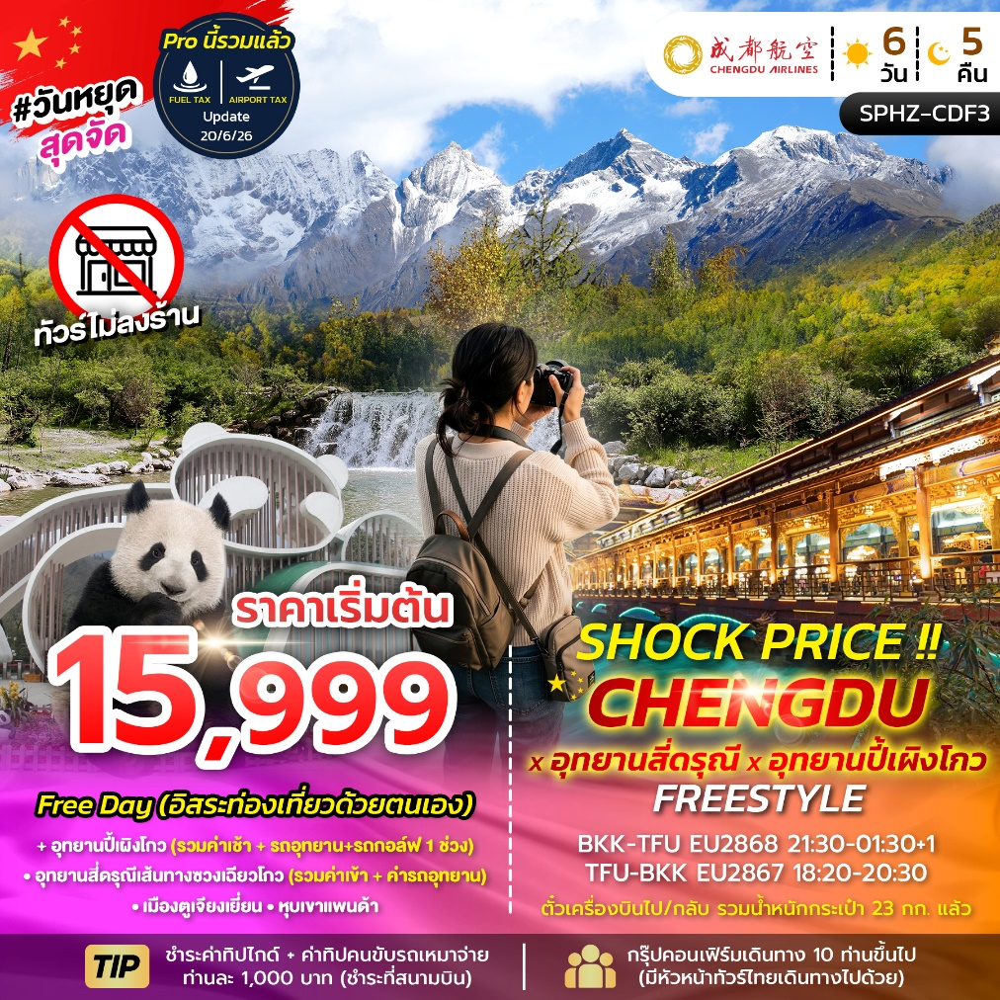 Pro นี้รวมแล้ว
FUEL TAX
AIRPORT TAX
Update
20/6/26
#วันหยุด
สุดจัด
成都航空
CHENGDU AIRLINES
6
วัน
5
คืน
SPHZ-CDF3
ทัวร์ไม่ลงร้าน
ราคาเริ่มต้น
15,999
SHOCK PRICE !!
CHENGDU
x อุทยานสี่ดรุณี x อุทยานปี้เผิงโกว
FREESTYLE
Free Day (อิสระท่องเที่ยวด้วยตนเอง)
+ อุทยานปี้เผิงโกว (รวมค่าเช้า + รถอุทยาน+รถกอล์ฟ 1 ช่วง)
• อุทยานสี่ดรุณีเส้นทางซวงเฉียวโกว (รวมค่าเข้า + ค่ารถอุทยาน)
• เมืองตูเจียงเยี่ยน • หุบเขาแพนด้า
BKK-TFU EU2868 21:30-01:30+1
TFU-BKK EU2867 18:20-20:30
ตั๋วเครื่องบินไป/กลับ รวมน้ำหนักกระเป๋า 23 กก. แล้ว
TIP
ชำระค่าทิปไกด์ + ค่าทิปคนขับรถเหมาจ่าย
ท่านละ 1,000 บาท (ชำระที่สนามบิน)
กรุ๊ปคอนเฟิร์มเดินทาง 10 ท่านขึ้นไป
(มีหัวหน้าทัวร์ไทยเดินทางไปด้วย)